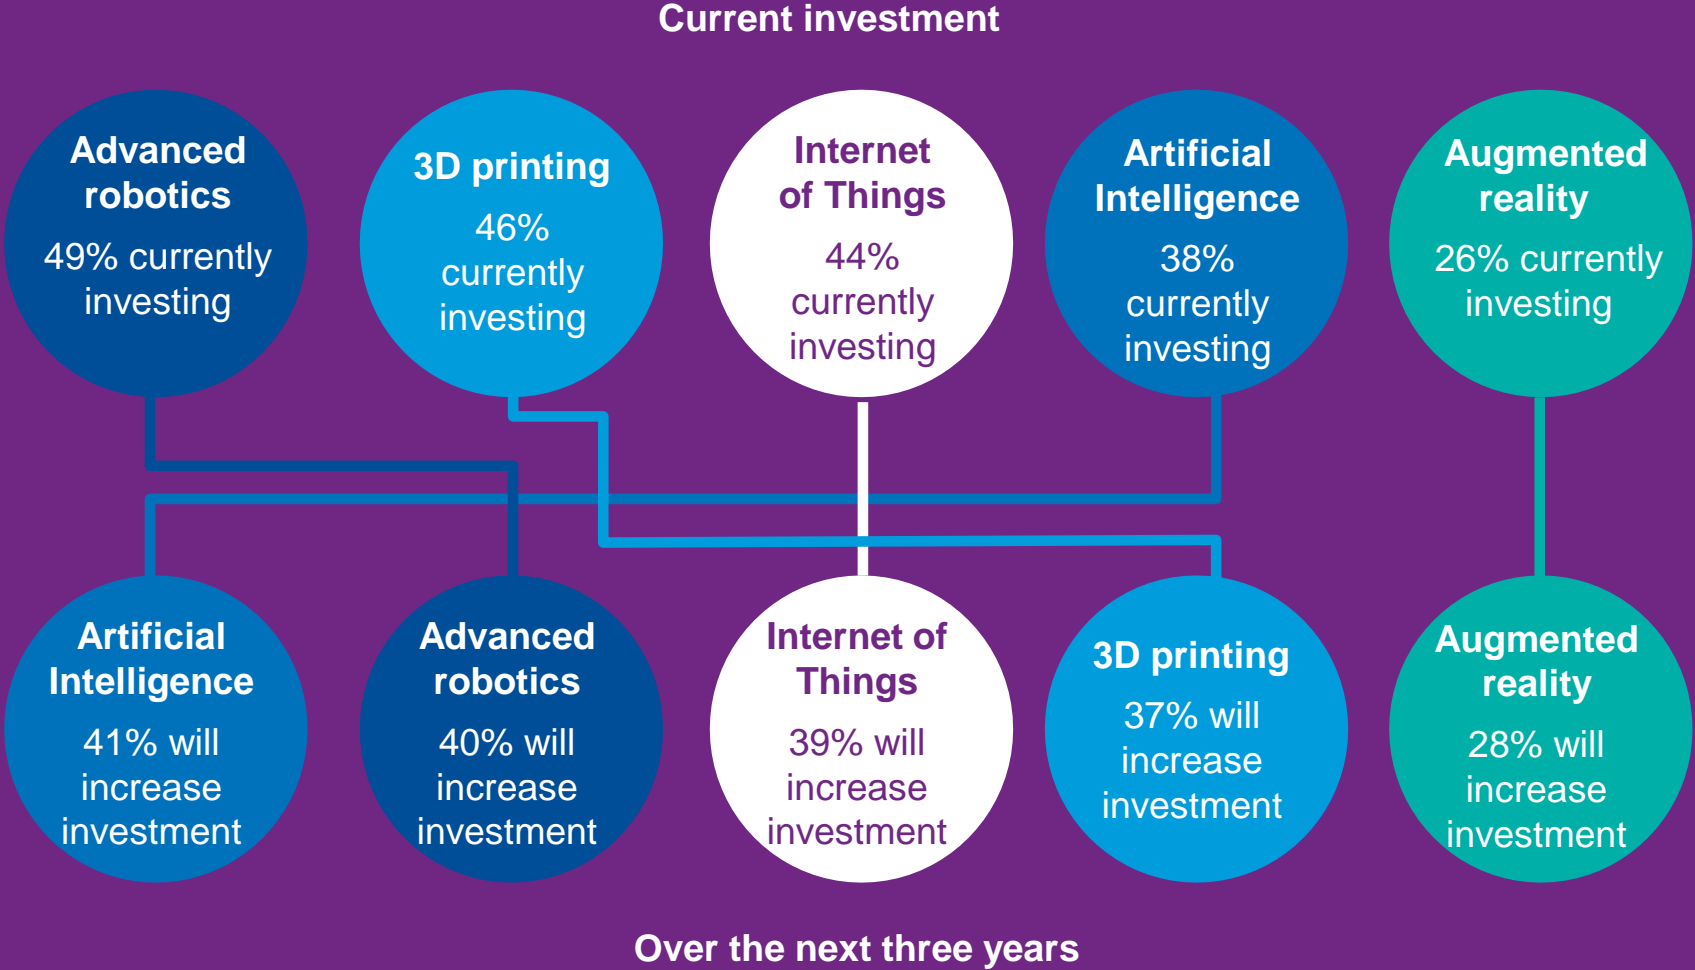 Current investment
Advanced
robotics
49% currently
investing
3D printing
46%
currently
investing
Internet
of Things
44%
currently
investing
Artificial
Intelligence
38%
currently
investing
Augmented
reality
26% currently
investing
Artificial
Intelligence
41% will
increase
investment
Advanced
robotics
40% will
increase
investment
Internet of
Things
39% will
increase
investment
3D printing
37% will
increase
investment
Augmented
reality
28% will
increase
investment
Over the next three years